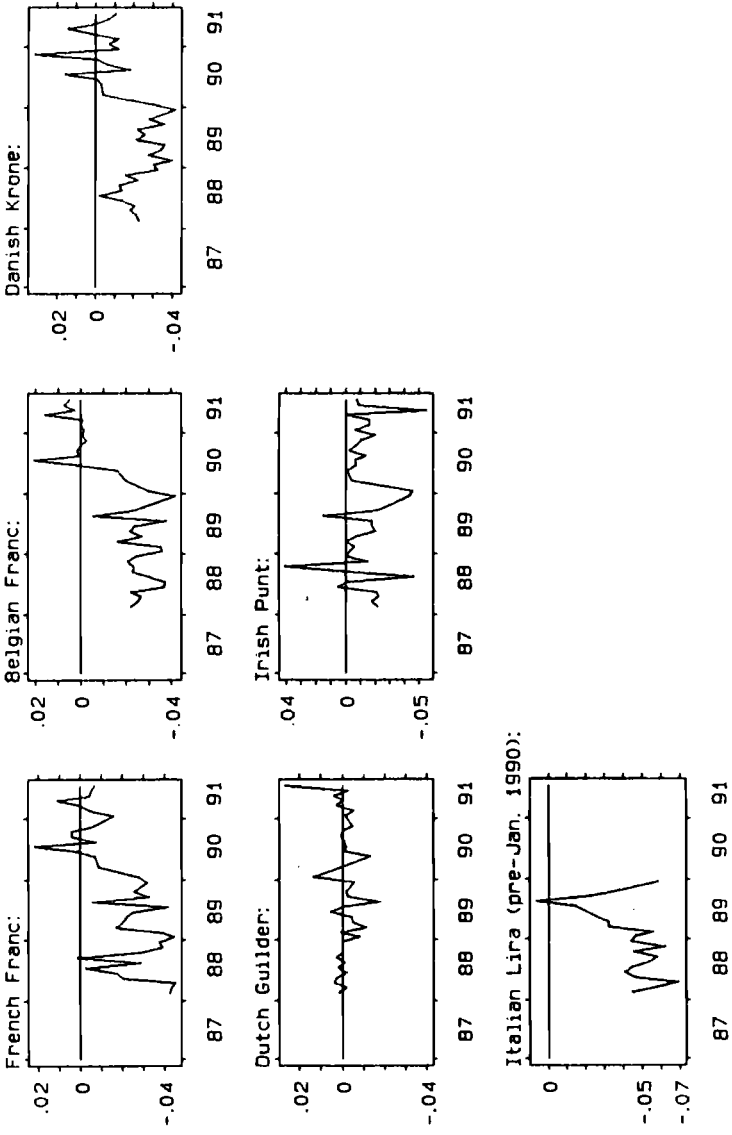 French Franc:
.02
0
-.04
87 88 89 90 91
Belgian Franc:
.02
0
-.04
87 88 89 90 91
Danish Krone:
.02
0
-.04
87 88 89 90 91
Dutch Guilder:
.02
0
-.04
87 88 89 90 91
Irish Punt:
.04
0
-.05
87 88 89 90 91
Italian Lira (pre-Jan. 1990):
0
-.05
-.07
87 88 89 90 91